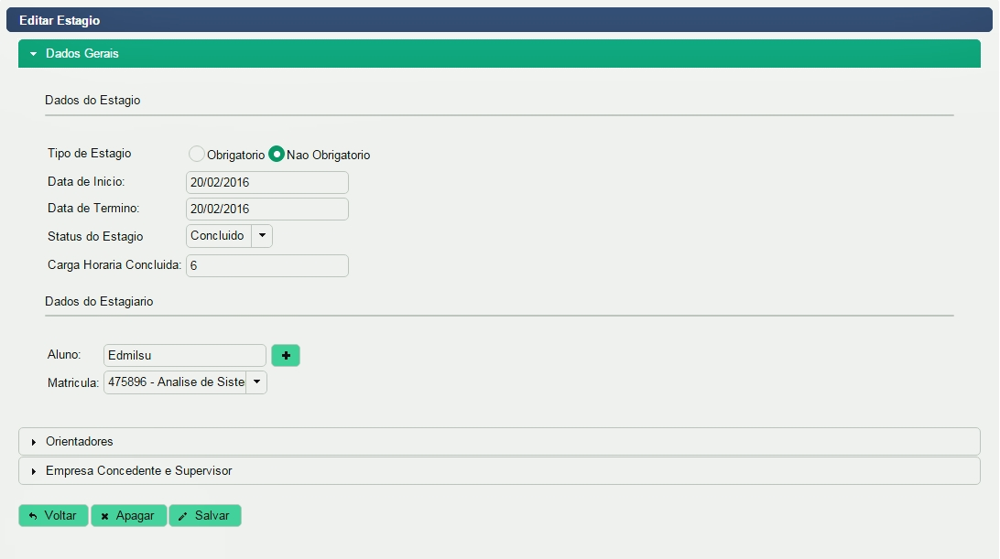 Editar Estagio
Dados Gerais
Dados do Estagio
Tipo de Estagio Obrigatorio Nao Obrigatorio
Data de Inicio: 20/02/2016
Data de Termino: 20/02/2016
Status do Estagio Concluido
Carga Horaria Concluida: 6
Dados do Estagiario
Aluno: Edmilsu
Matricula: 475896 - Analise de Siste
Orientadores
Empresa Concedente e Supervisor
Voltar Apagar Salvar